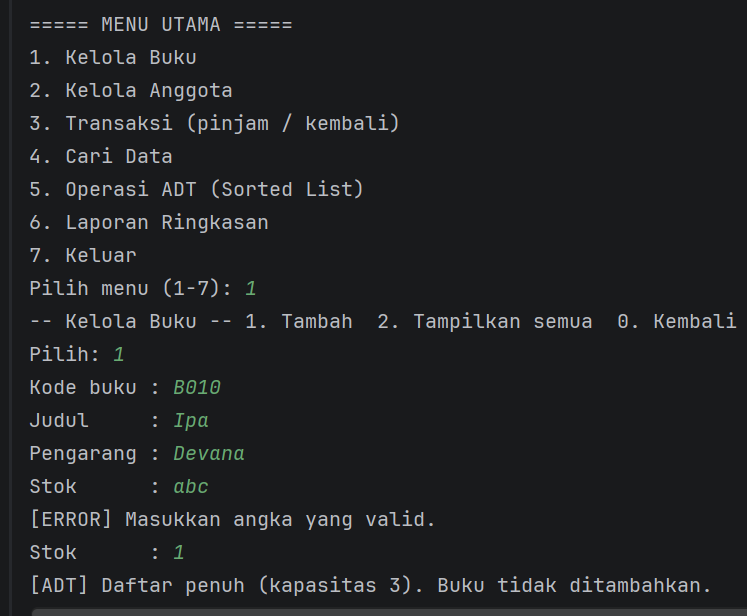 ===== MENU UTAMA =====
1. Kelola Buku
2. Kelola Anggota
3. Transaksi (pinjam / kembali)
4. Cari Data
5. Operasi ADT (Sorted List)
6. Laporan Ringkasan
7. Keluar
Pilih menu (1-7): 1
-- Kelola Buku -- 1. Tambah  2. Tampilkan semua  0. Kembali
Pilih: 1
Kode buku : B010
Judul     : Ipa
Pengarang : Devana
Stok      : abc
[ERROR] Masukkan angka yang valid.
Stok      : 1
[ADT] Daftar penuh (kapasitas 3). Buku tidak ditambahkan.